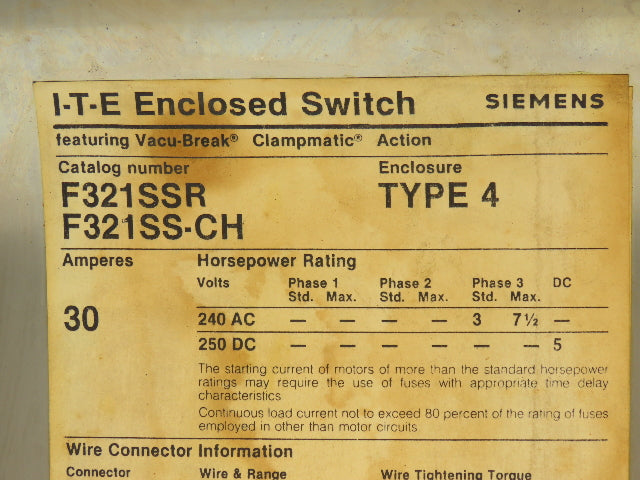 I-T-E Enclosed Switch SIEMENS
featuring Vacu-Break® Clampmatic® Action
Catalog number Enclosure
F321SSR TYPE 4
F321SS-CH
Amperes Horsepower Rating
Volts Phase 1 Phase 2 Phase 3 DC
Std. Max. Std. Max. Std. Max.
30 240 AC — — — — 3 7½ —
250 DC — — — — — — 5
The starting current of motors of more than the standard horsepower
ratings may require the use of fuses with appropriate time delay
characteristics
Continuous load current not to exceed 80 percent of the rating of fuses
employed in other than motor circuits
Wire Connector Information
Connector Wire & Range Wire Tightening Torque